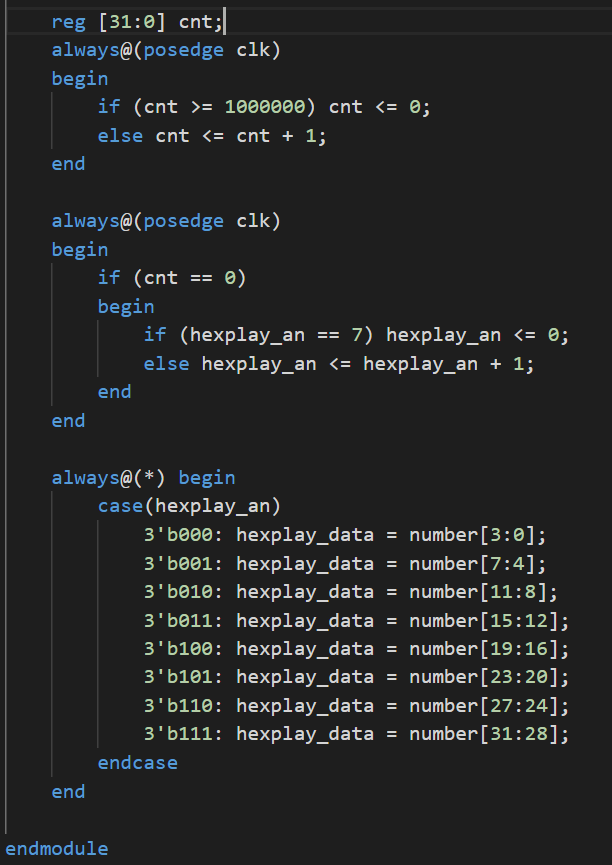 reg [31:0] cnt;
always@(posedge clk)
begin
if (cnt >= 1000000) cnt <= 0;
else cnt <= cnt + 1;
end
always@(posedge clk)
begin
if (cnt == 0)
begin
if (hexplay_an == 7) hexplay_an <= 0;
else hexplay_an <= hexplay_an + 1;
end
end
always@(*) begin
case(hexplay_an)
3'b000: hexplay_data = number[3:0];
3'b001: hexplay_data = number[7:4];
3'b010: hexplay_data = number[11:8];
3'b011: hexplay_data = number[15:12];
3'b100: hexplay_data = number[19:16];
3'b101: hexplay_data = number[23:20];
3'b110: hexplay_data = number[27:24];
3'b111: hexplay_data = number[31:28];
endcase
end
endmodule